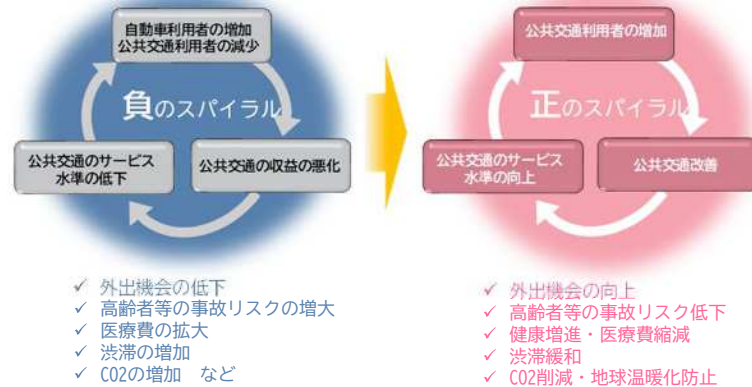 自動車利用者の増加
公共交通利用者の減少
負のスパイラル
公共交通のサービス
水準の低下
公共交通の収益の悪化
✓ 外出機会の低下
✓ 高齢者等の事故リスクの増大
✓ 医療費の拡大
✓ 渋滞の増加
✓ CO2の増加 など
公共交通利用者の増加
正のスパイラル
公共交通のサービス
水準の向上
公共交通改善
✓ 外出機会の向上
✓ 高齢者等の事故リスク低下
✓ 健康増進・医療費縮減
✓ 渋滞緩和
✓ CO2削減・地球温暖化防止